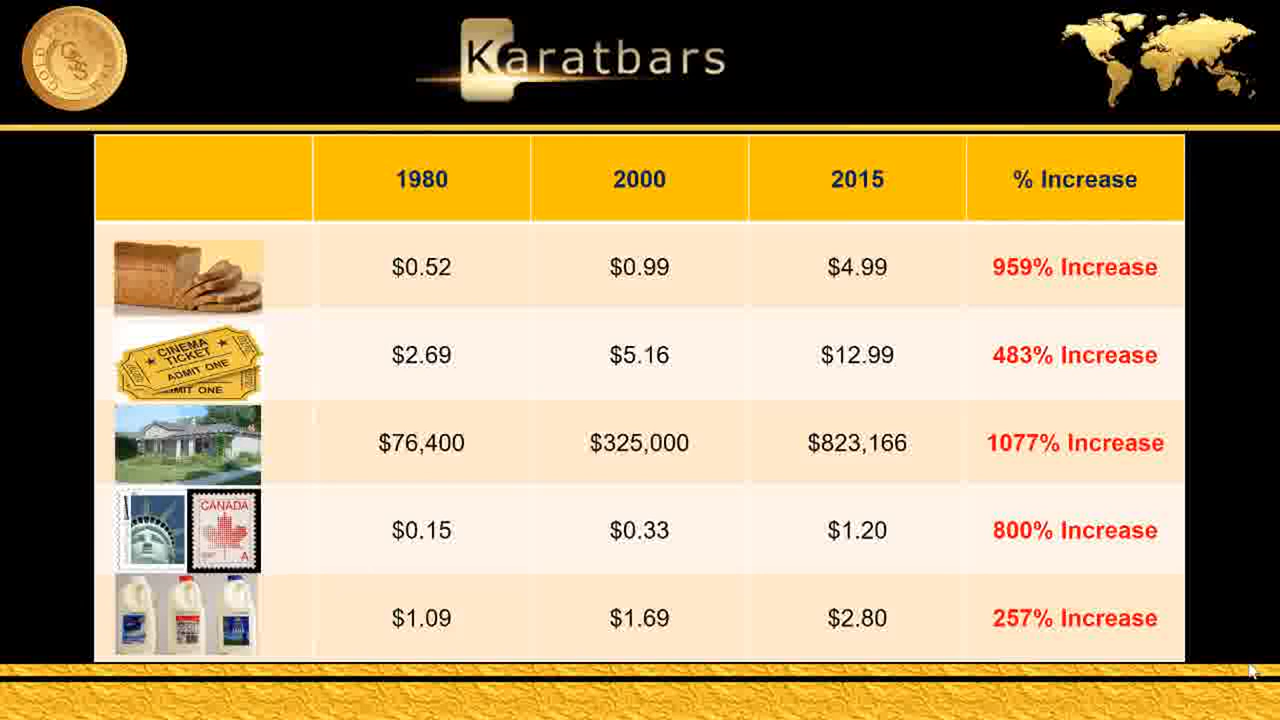 Karatbars
1980 2000 2015 % Increase
$0.52 $0.99 $4.99 959% Increase
CINEMA
TICKET
ADMIT ONE
ADMIT ONE
$2.69 $5.16 $12.99 483% Increase
$76,400 $325,000 $823,166 1077% Increase
CANADA
A
$0.15 $0.33 $1.20 800% Increase
$1.09 $1.69 $2.80 257% Increase